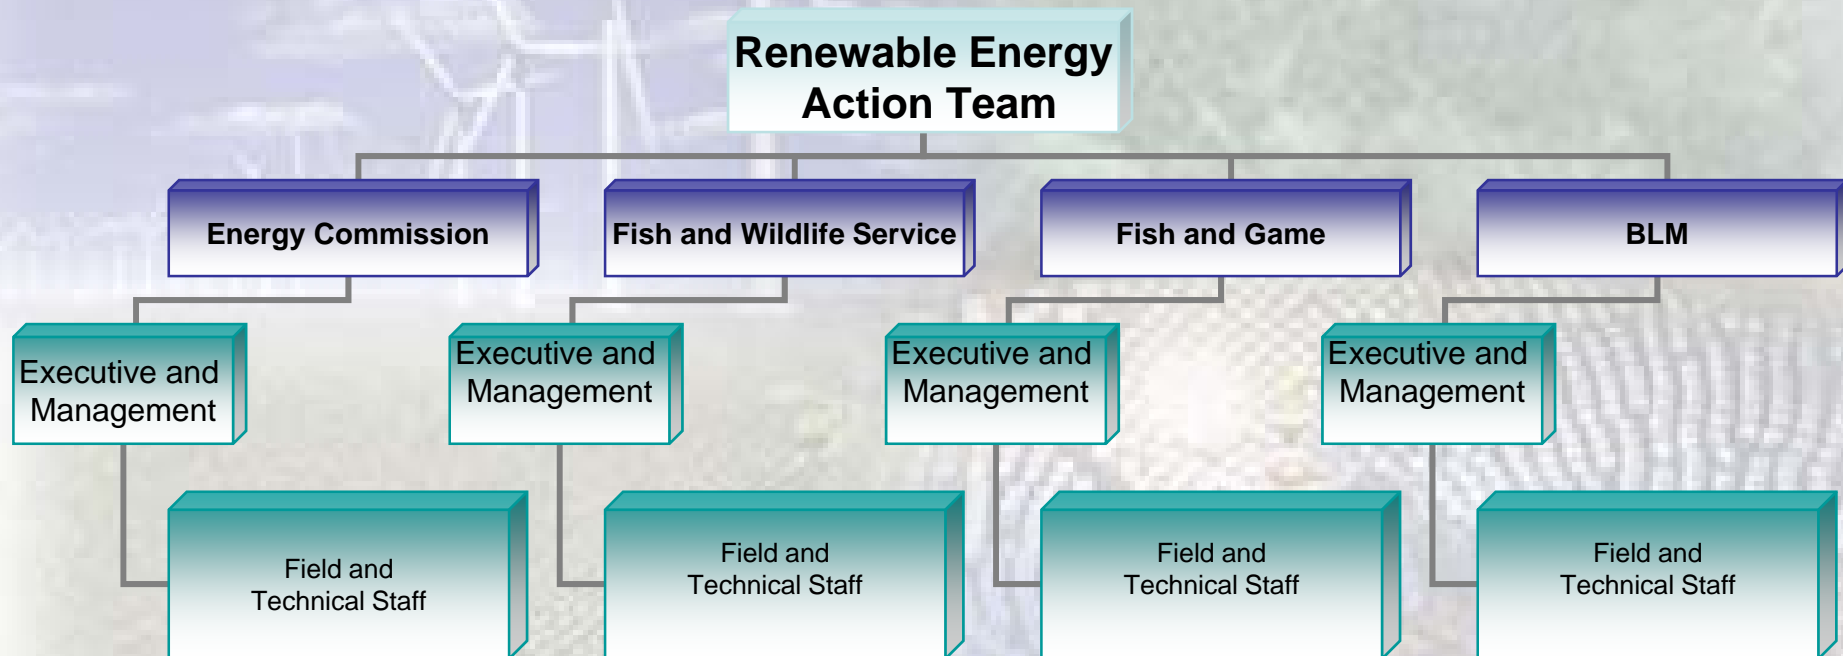 Renewable Energy
Action Team
Energy Commission
Fish and Wildlife Service
Fish and Game
BLM
Executive and
Management
Executive and
Management
Executive and
Management
Executive and
Management
Field and
Technical Staff
Field and
Technical Staff
Field and
Technical Staff
Field and
Technical Staff